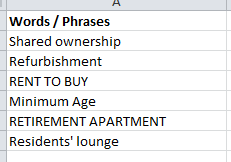 A
Words / Phrases
Shared ownership
Refurbishment
RENT TO BUY
Minimum Age
RETIREMENT APARTMENT
Residents' lounge